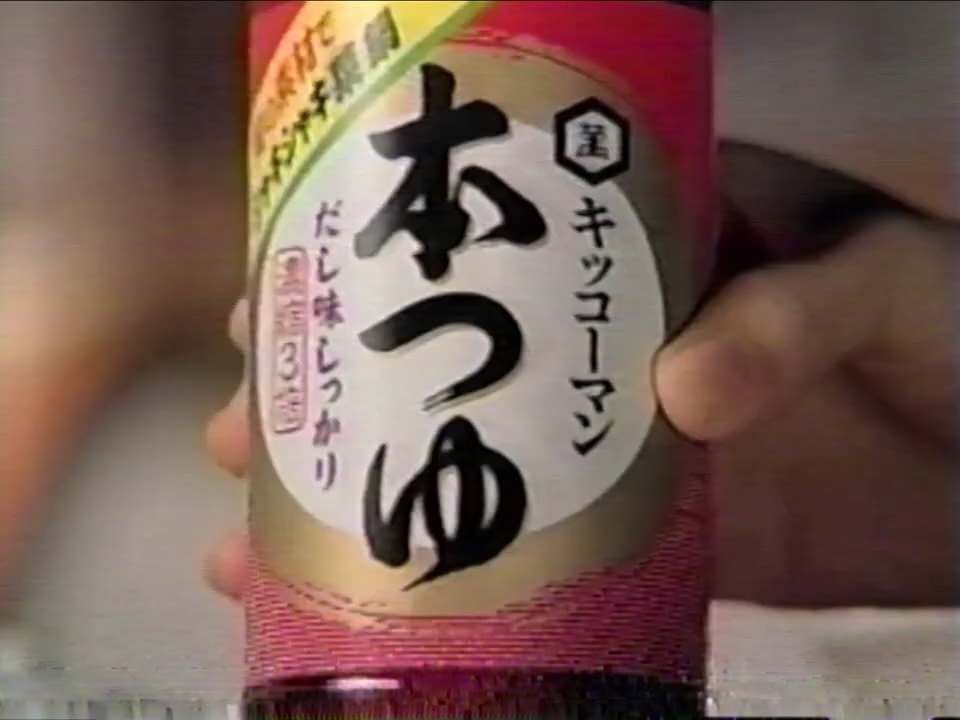 キッコーマン
本つゆ
だし味しっかり
濃縮3倍